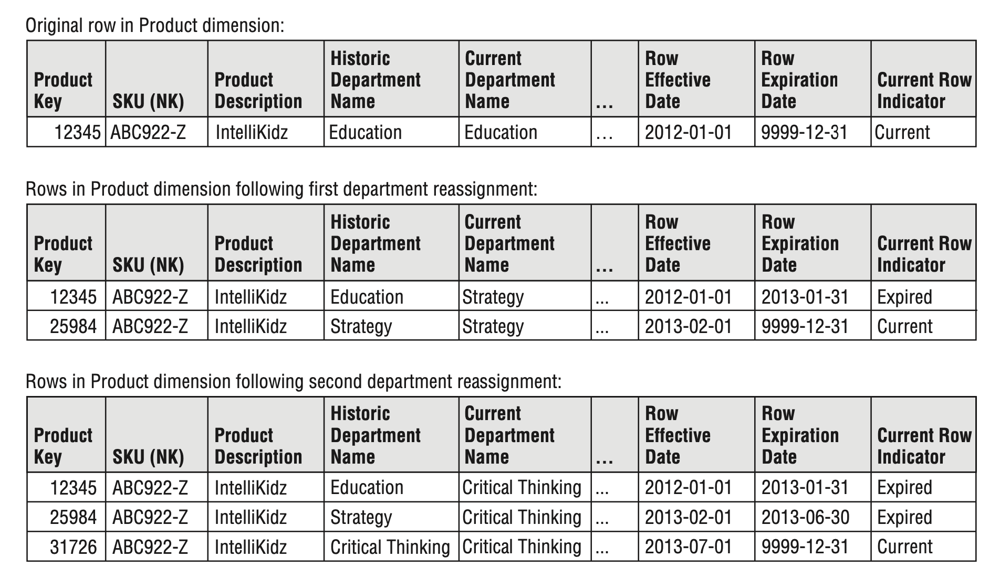 Original row in Product dimension:
Product Key | SKU (NK) | Product Description | Historic Department Name | Current Department Name | ... | Row Effective Date | Row Expiration Date | Current Row Indicator
12345 | ABC922-Z | IntelliKidz | Education | Education | ... | 2012-01-01 | 9999-12-31 | Current
Rows in Product dimension following first department reassignment:
Product Key | SKU (NK) | Product Description | Historic Department Name | Current Department Name | ... | Row Effective Date | Row Expiration Date | Current Row Indicator
12345 | ABC922-Z | IntelliKidz | Education | Strategy | ... | 2012-01-01 | 2013-01-31 | Expired
25984 | ABC922-Z | IntelliKidz | Strategy | Strategy | ... | 2013-02-01 | 9999-12-31 | Current
Rows in Product dimension following second department reassignment:
Product Key | SKU (NK) | Product Description | Historic Department Name | Current Department Name | ... | Row Effective Date | Row Expiration Date | Current Row Indicator
12345 | ABC922-Z | IntelliKidz | Education | Critical Thinking | ... | 2012-01-01 | 2013-01-31 | Expired
25984 | ABC922-Z | IntelliKidz | Strategy | Critical Thinking | ... | 2013-02-01 | 2013-06-30 | Expired
31726 | ABC922-Z | IntelliKidz | Critical Thinking | Critical Thinking | ... | 2013-07-01 | 9999-12-31 | Current